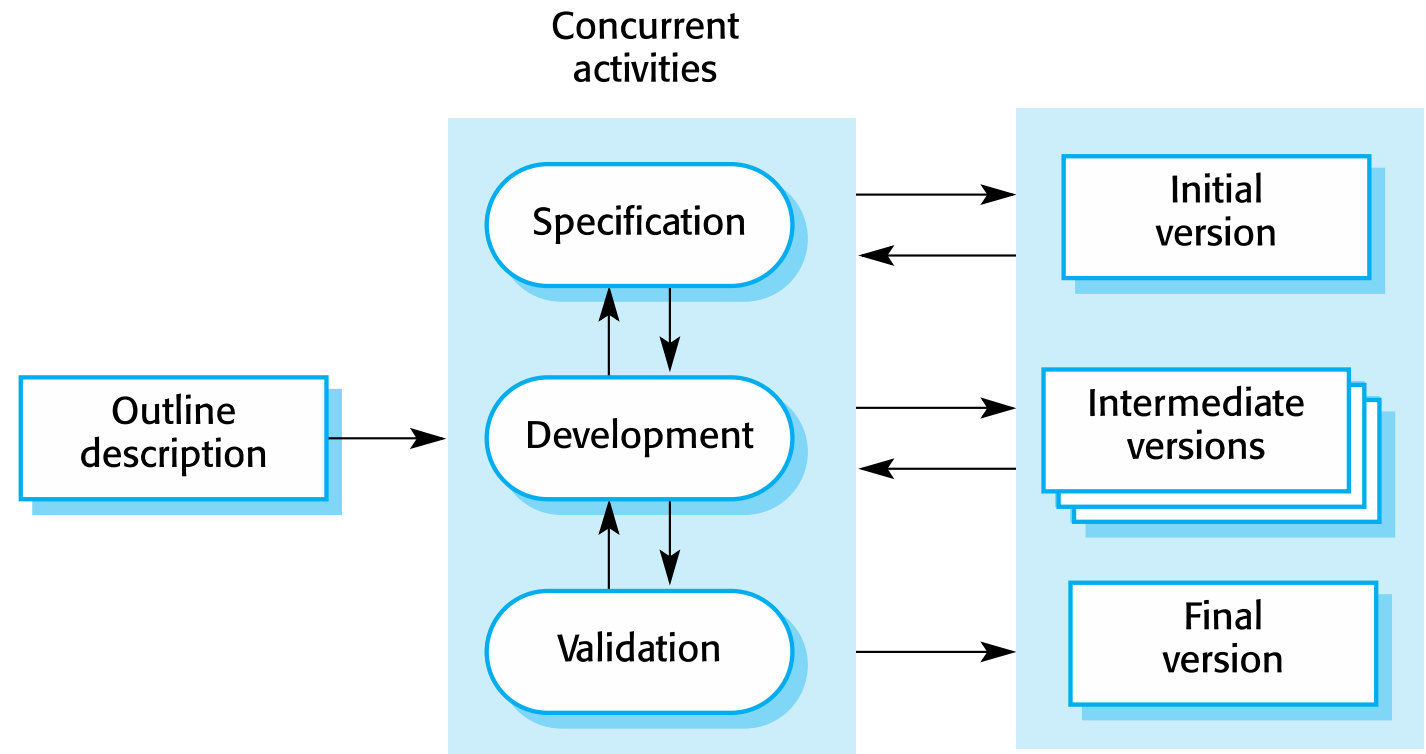 Concurrent
activities
Specification
Initial
version
Outline
description
Development
Intermediate
versions
Validation
Final
version